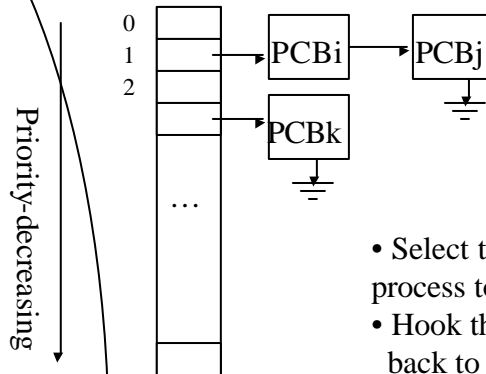 0
1
2
PCBi
PCBj
PCBk
Priority-decreasing
…
• Select t
process to
• Hook th
back to